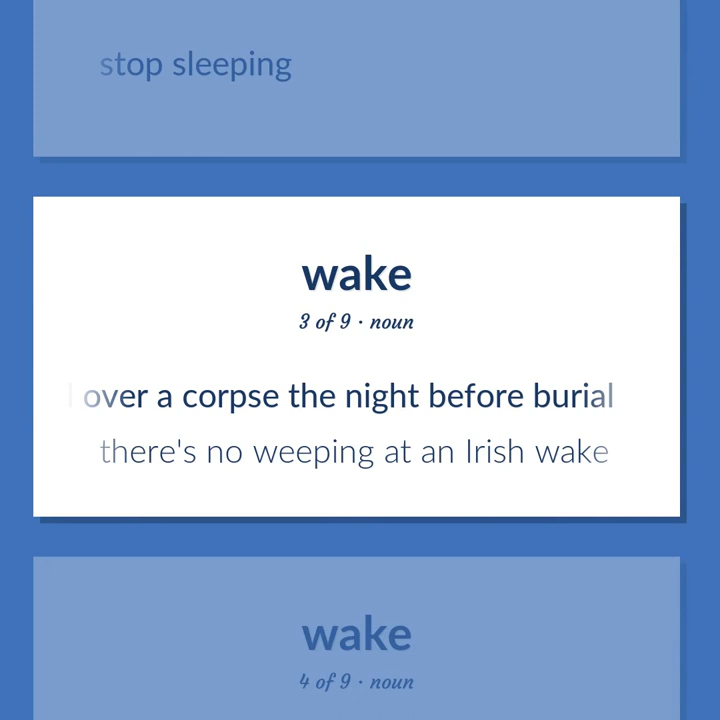 stop sleeping
wake
3 of 9 · noun
over a corpse the night before burial
there's no weeping at an Irish wake
wake
4 of 9 · noun